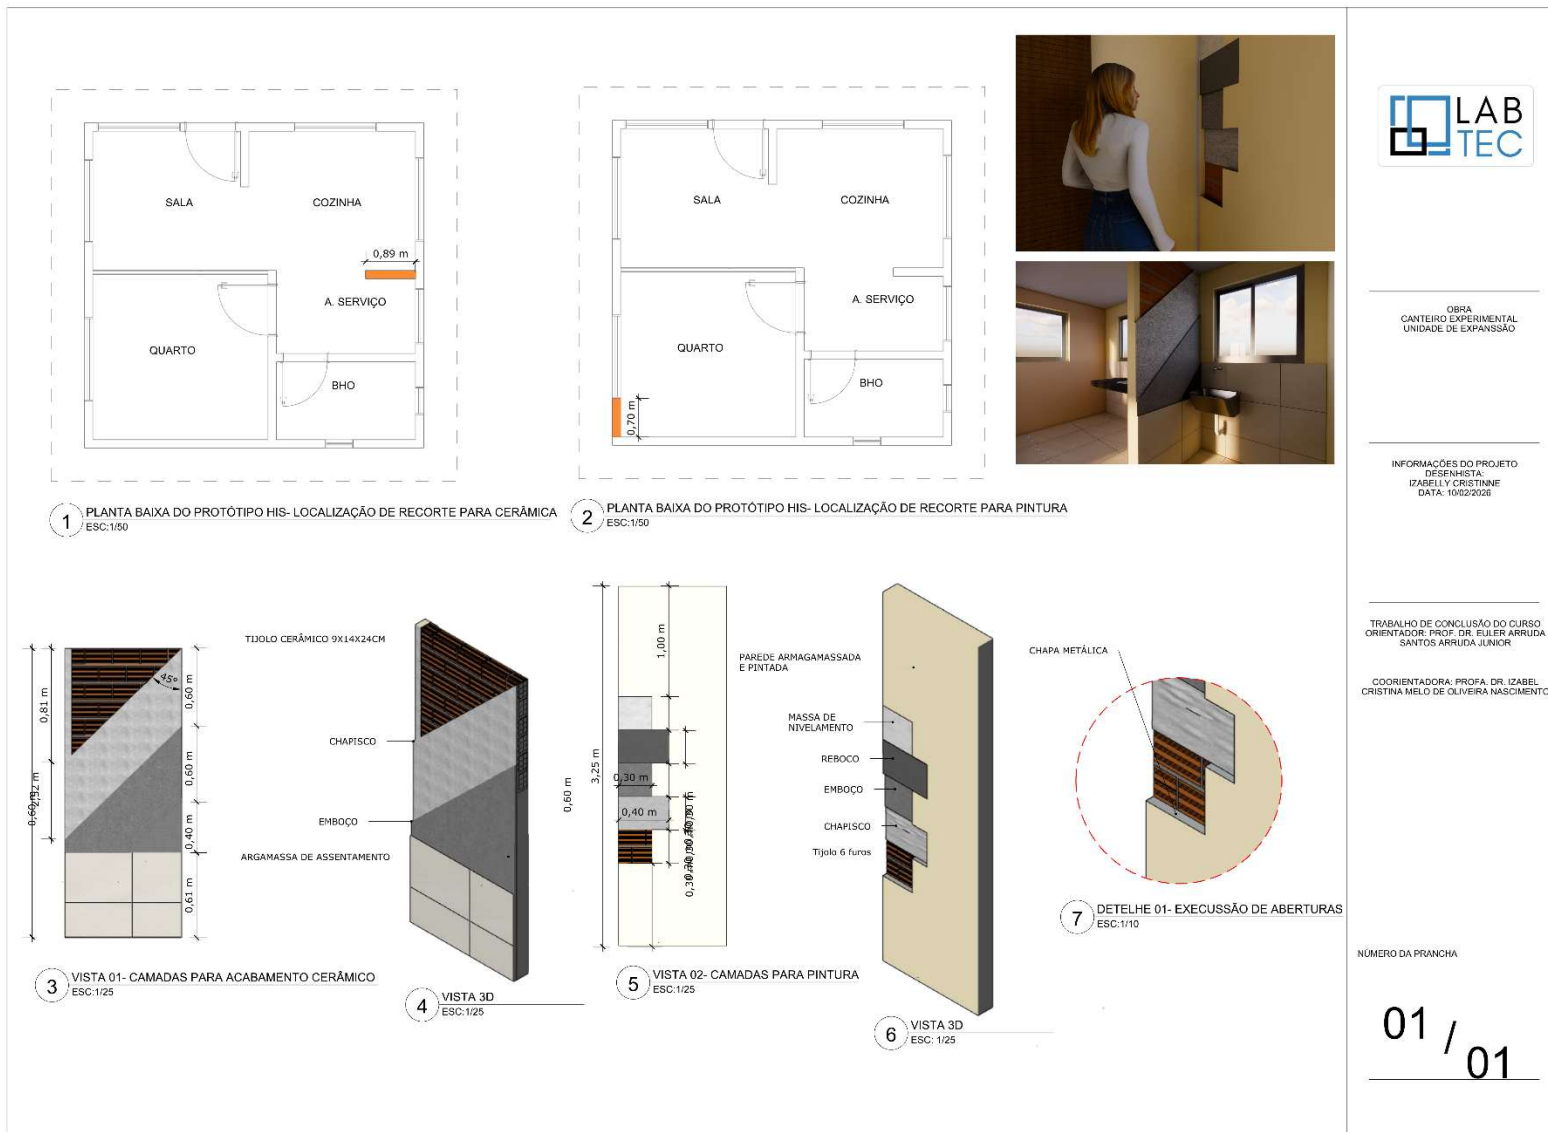 SALA
COZINHA
0,89 m
A. SERVIÇO
QUARTO
BHO
1
PLANTA BAIXA DO PROTÓTIPO HIS- LOCALIZAÇÃO DE RECORTE PARA CERÂMICA
ESC:1/50
SALA
COZINHA
A. SERVIÇO
QUARTO
BHO
0,70 m
2
PLANTA BAIXA DO PROTÓTIPO HIS- LOCALIZAÇÃO DE RECORTE PARA PINTURA
ESC:1/50
0,81 m
0,60 m
45°
0,60 m
0,60 m
0,40 m
0,61 m
3
VISTA 01- CAMADAS PARA ACABAMENTO CERÂMICO
ESC:1/25
TIJOLO CERÂMICO 9X14X24CM
CHAPISCO
EMBOÇO
ARGAMASSA DE ASSENTAMENTO
4
VISTA 3D
ESC:1/25
0,60 m
3,25 m
1,00 m
0,30 m
0,40 m
5
VISTA 02- CAMADAS PARA PINTURA
ESC:1/25
PAREDE ARMAGAMASSADA
E PINTADA
MASSA DE
NIVELAMENTO
REBOCO
EMBOÇO
CHAPISCO
Tijolo 6 furos
6
VISTA 3D
ESC: 1/25
CHAPA METÁLICA
7
DETELHE 01- EXECUSSÃO DE ABERTURAS
ESC:1/10
LAB
TEC
OBRA
CANTEIRO EXPERIMENTAL
UNIDADE DE EXPANSSÃO
INFORMAÇÕES DO PROJETO
DESENHISTA:
IZABELLY CRISTINNE
DATA: 10/02/2026
TRABALHO DE CONCLUSÃO DO CURSO
ORIENTADOR: PROF. DR. EULER ARRUDA
SANTOS ARRUDA JUNIOR
COORIENTADORA: PROFA. DR. IZABEL
CRISTINA MELO DE OLIVEIRA NASCIMENTO
NÚMERO DA PRANCHA
01 / 01